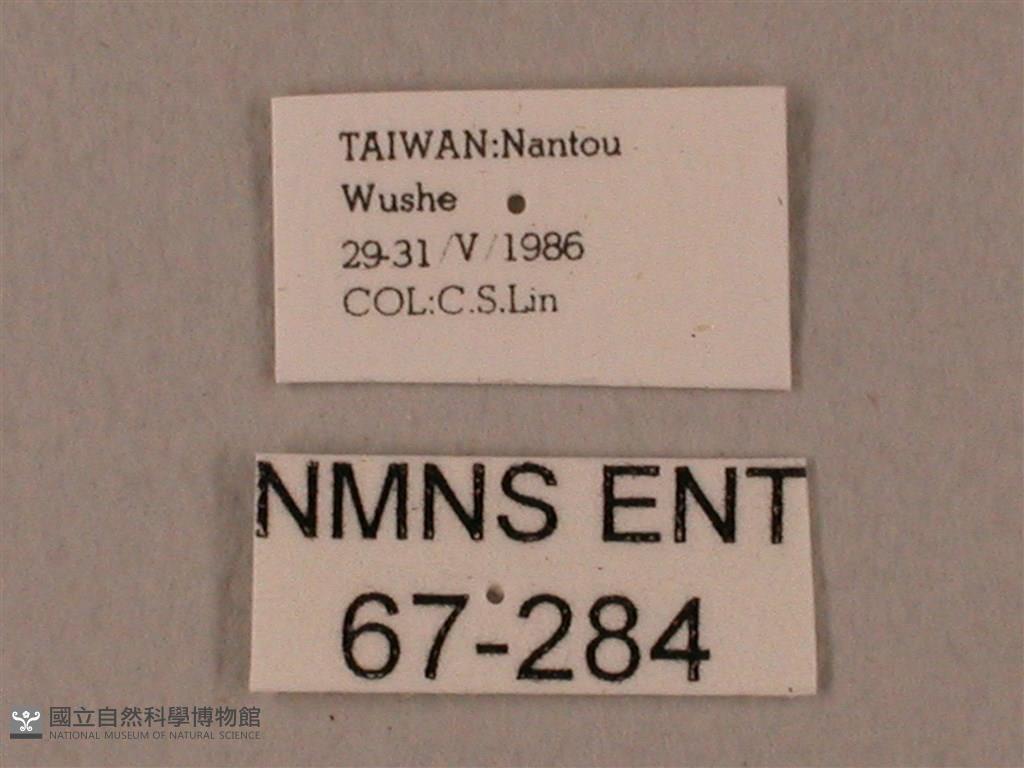 TAIWAN:Nantou
Wushe
29-31/V/1986
COL:C.S.Lin
NMNS ENT
67-284
國立自然科學博物館
NATIONAL MUSEUM OF NATURAL SCIENCE